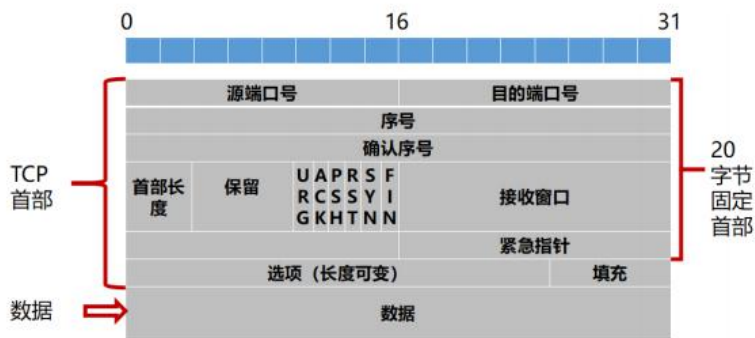 0 16 31
源端口号 目的端口号
序号
确认序号
TCP
首部
首部长
度
保留
U A P R S F
R C S S Y I
G K H T N N
接收窗口
20
字节
固定
首部
紧急指针
选项（长度可变） 填充
数据 数据